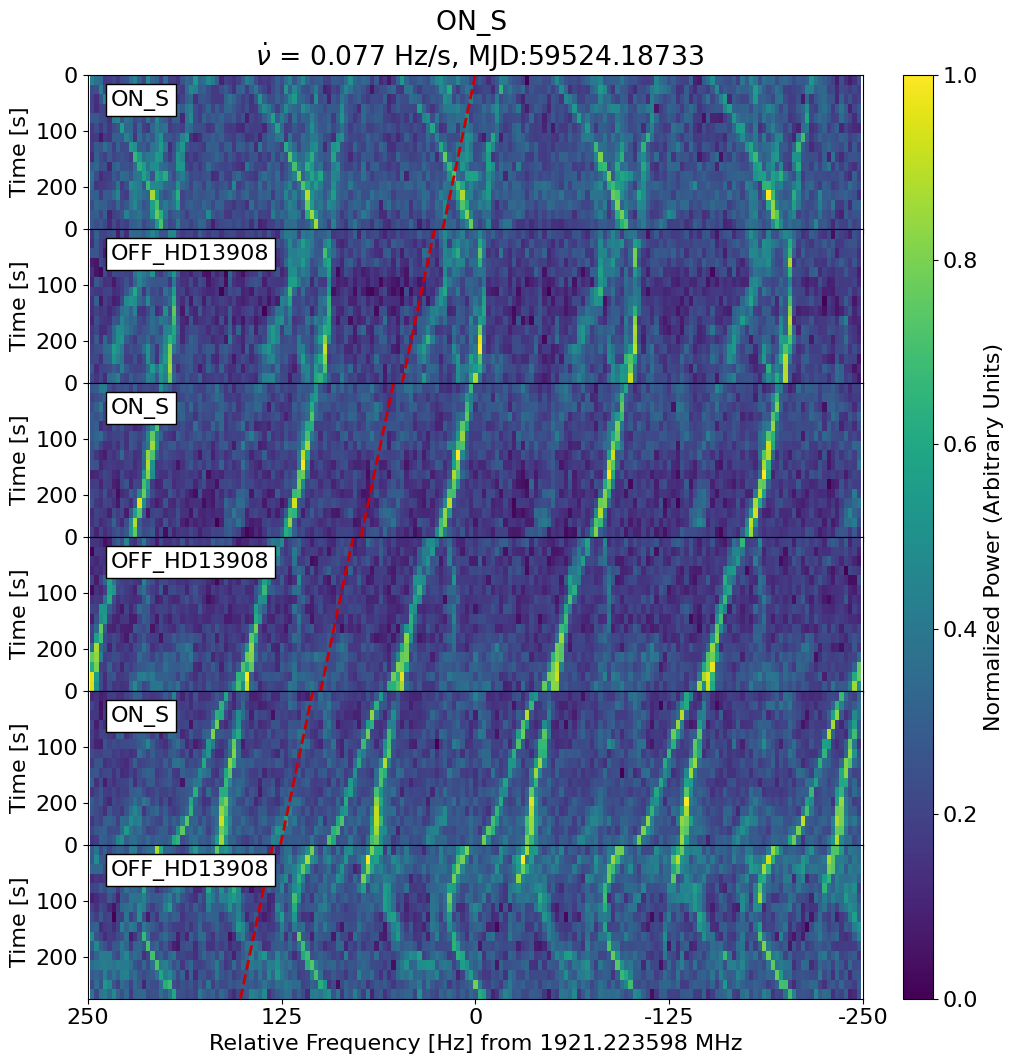 ON_S
ν̇ = 0.077 Hz/s, MJD:59524.18733
0
100
200
Time [s]
ON_S
0
100
200
Time [s]
OFF_HD13908
0
100
200
Time [s]
ON_S
0
100
200
Time [s]
OFF_HD13908
0
100
200
Time [s]
ON_S
0
100
200
Time [s]
OFF_HD13908
250 125 0 -125 -250
Relative Frequency [Hz] from 1921.223598 MHz
1.0
0.8
0.6
0.4
0.2
0.0
Normalized Power (Arbitrary Units)